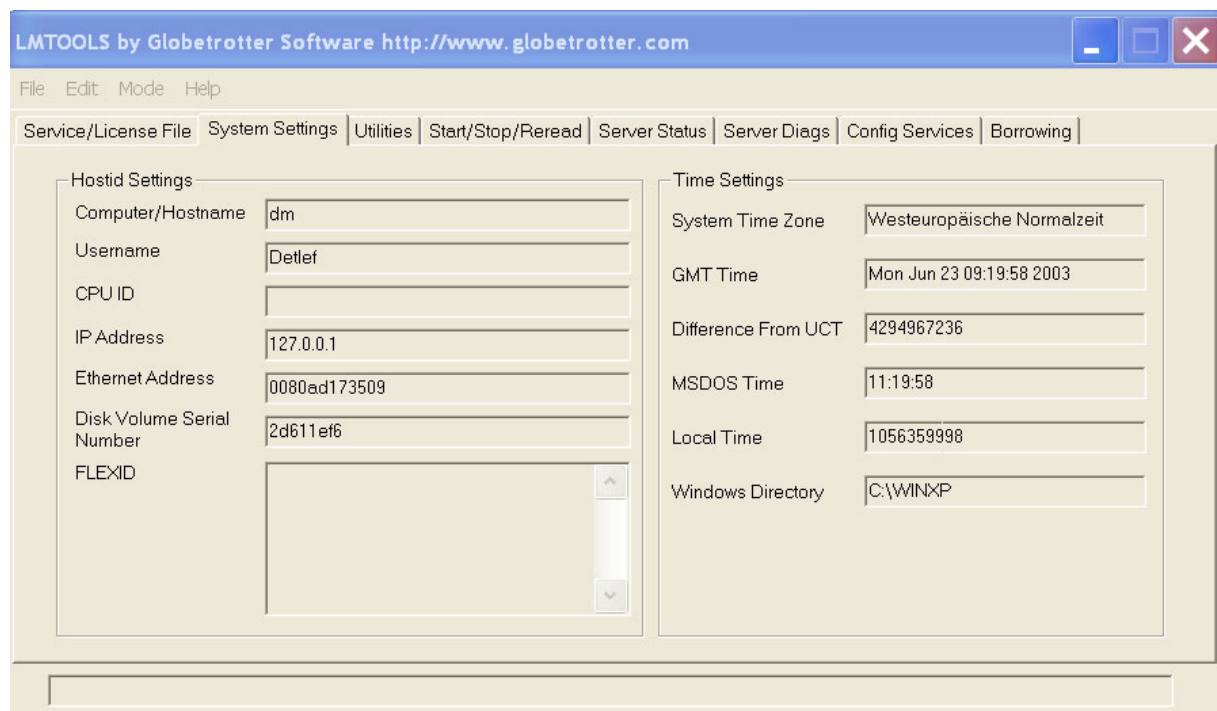 LMTOOLS by Globetrotter Software http://www.globetrotter.com
File Edit Mode Help
Service/License File System Settings Utilities Start/Stop/Reread Server Status Server Diags Config Services Borrowing
Hostid Settings
Computer/Hostname dm
Username Detlef
CPU ID
IP Address 127.0.0.1
Ethernet Address 0080ad173509
Disk Volume Serial
Number 2d611ef6
FLEXID
Time Settings
System Time Zone Westeuropäische Normalzeit
GMT Time Mon Jun 23 09:19:58 2003
Difference From UCT 4294967236
MSDOS Time 11:19:58
Local Time 1056359998
Windows Directory C:\WINXP